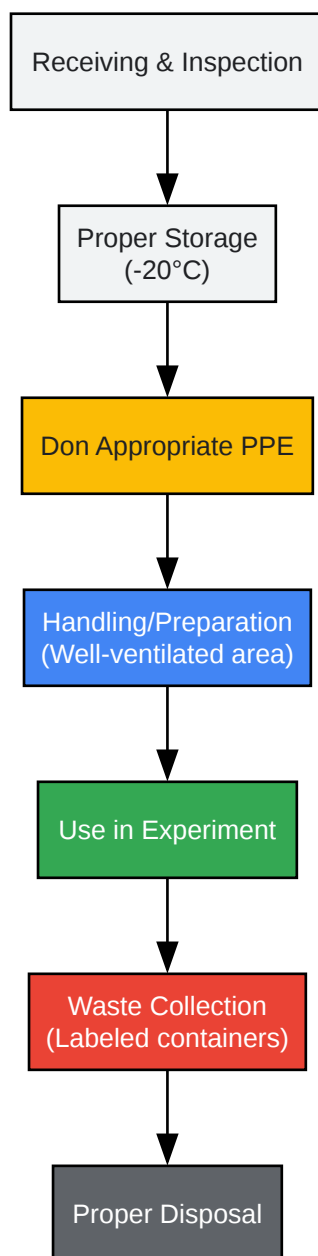 Receiving & Inspection
Proper Storage
(-20°C)
Don Appropriate PPE
Handling/Preparation
(Well-ventilated area)
Use in Experiment
Waste Collection
(Labeled containers)
Proper Disposal